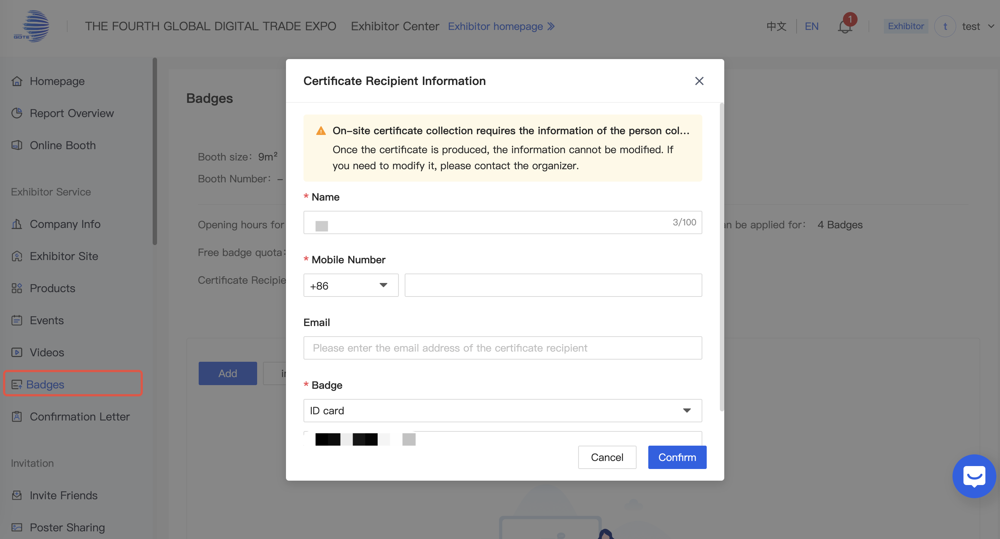 GDTE
THE FOURTH GLOBAL DIGITAL TRADE EXPO
Exhibitor Center
Exhibitor homepage
中文
EN
1
Exhibitor
t
test
Homepage
Report Overview
Online Booth
Exhibitor Service
Company Info
Exhibitor Site
Products
Events
Videos
Badges
Confirmation Letter
Invitation
Invite Friends
Poster Sharing
Badges
Booth size: 9m²
Booth Number: –
Opening hours for
an be applied for: 4 Badges
Free badge quota:
Certificate Recipie
Add
Certificate Recipient Information
On-site certificate collection requires the information of the person col...
Once the certificate is produced, the information cannot be modified. If
you need to modify it, please contact the organizer.
* Name
3/100
* Mobile Number
+86
Email
Please enter the email address of the certificate recipient
* Badge
ID card
Cancel
Confirm